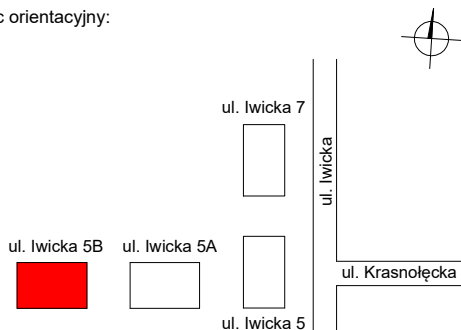 c orientacyjny:
ul. Iwicka 7
ul. Iwicka
ul. Iwicka 5B
ul. Iwicka 5A
ul. Krasnołęcka
ul. Iwicka 5